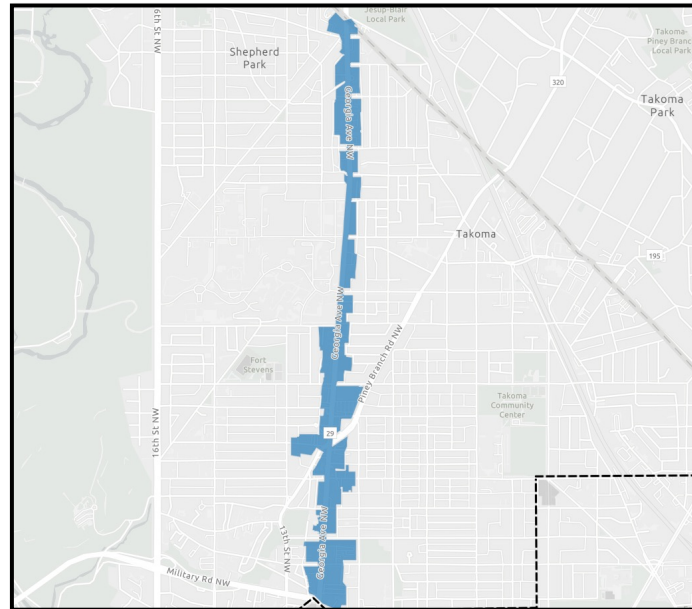 16th St NW
Jesup-Blair
Local Park
Takoma-
Piney Branch
Local Park
Shepherd
Park
320
Takoma
Park
Georgia Ave NW
Takoma
195
Georgia Ave NW
Fort
Stevens
Piney Branch Rd NW
Takoma
Community
Center
16th St NW
29
13th St NW
Georgia Ave NW
Military Rd NW